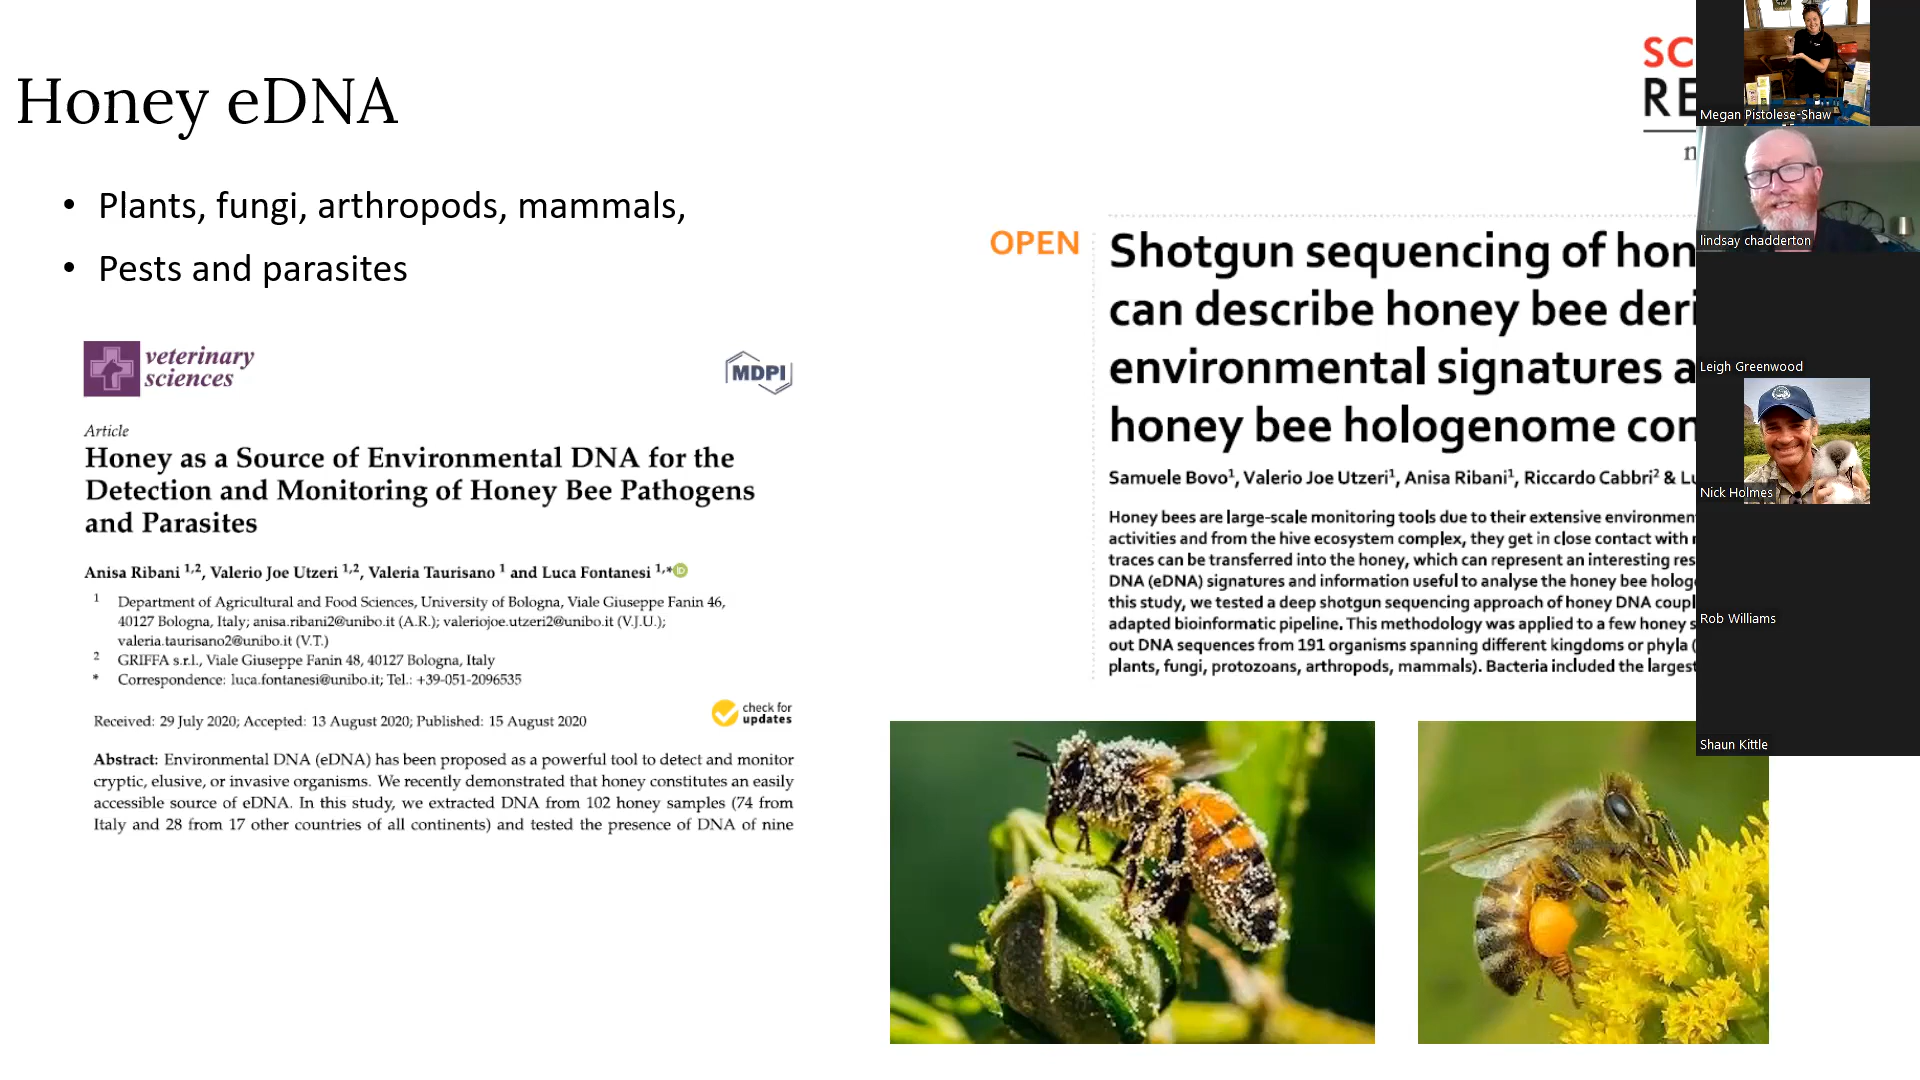 Honey eDNA
• Plants, fungi, arthropods, mammals,
• Pests and parasites
veterinary
sciences
MDPI
Article
Honey as a Source of Environmental DNA for the
Detection and Monitoring of Honey Bee Pathogens
and Parasites
Anisa Ribani 1,2, Valerio Joe Utzeri 1,2, Valeria Taurisano 1 and Luca Fontanesi 1,* iD
1 Department of Agricultural and Food Sciences, University of Bologna, Viale Giuseppe Fanin 46,
40127 Bologna, Italy; anisa.ribani2@unibo.it (A.R.); valeriojoe.utzeri2@unibo.it (V.J.U.);
valeria.taurisano2@unibo.it (V.T.)
2 GRIFFA s.r.l., Viale Giuseppe Fanin 48, 40127 Bologna, Italy
* Correspondence: luca.fontanesi@unibo.it; Tel.: +39-051-2096535
Received: 29 July 2020; Accepted: 13 August 2020; Published: 15 August 2020
check for
updates
Abstract: Environmental DNA (eDNA) has been proposed as a powerful tool to detect and monitor
cryptic, elusive, or invasive organisms. We recently demonstrated that honey constitutes an easily
accessible source of eDNA. In this study, we extracted DNA from 102 honey samples (74 from
Italy and 28 from 17 other countries of all continents) and tested the presence of DNA of nine
SC
RE
n
OPEN
Shotgun sequencing of hon
can describe honey bee deri
environmental signatures a
honey bee hologenome con
Samuele Bovo1, Valerio Joe Utzeri1, Anisa Ribani1, Riccardo Cabbri2 & Lu
Honey bees are large-scale monitoring tools due to their extensive environmen
activities and from the hive ecosystem complex, they get in close contact with
traces can be transferred into the honey, which can represent an interesting res
DNA (eDNA) signatures and information useful to analyse the honey bee holog
this study, we tested a deep shotgun sequencing approach of honey DNA coupl
adapted bioinformatic pipeline. This methodology was applied to a few honey s
out DNA sequences from 191 organisms spanning different kingdoms or phyla (
plants, fungi, protozoans, arthropods, mammals). Bacteria included the largest
Megan Pistolese-Shaw
lindsay chadderton
Leigh Greenwood
Nick Holmes
Rob Williams
Shaun Kittle